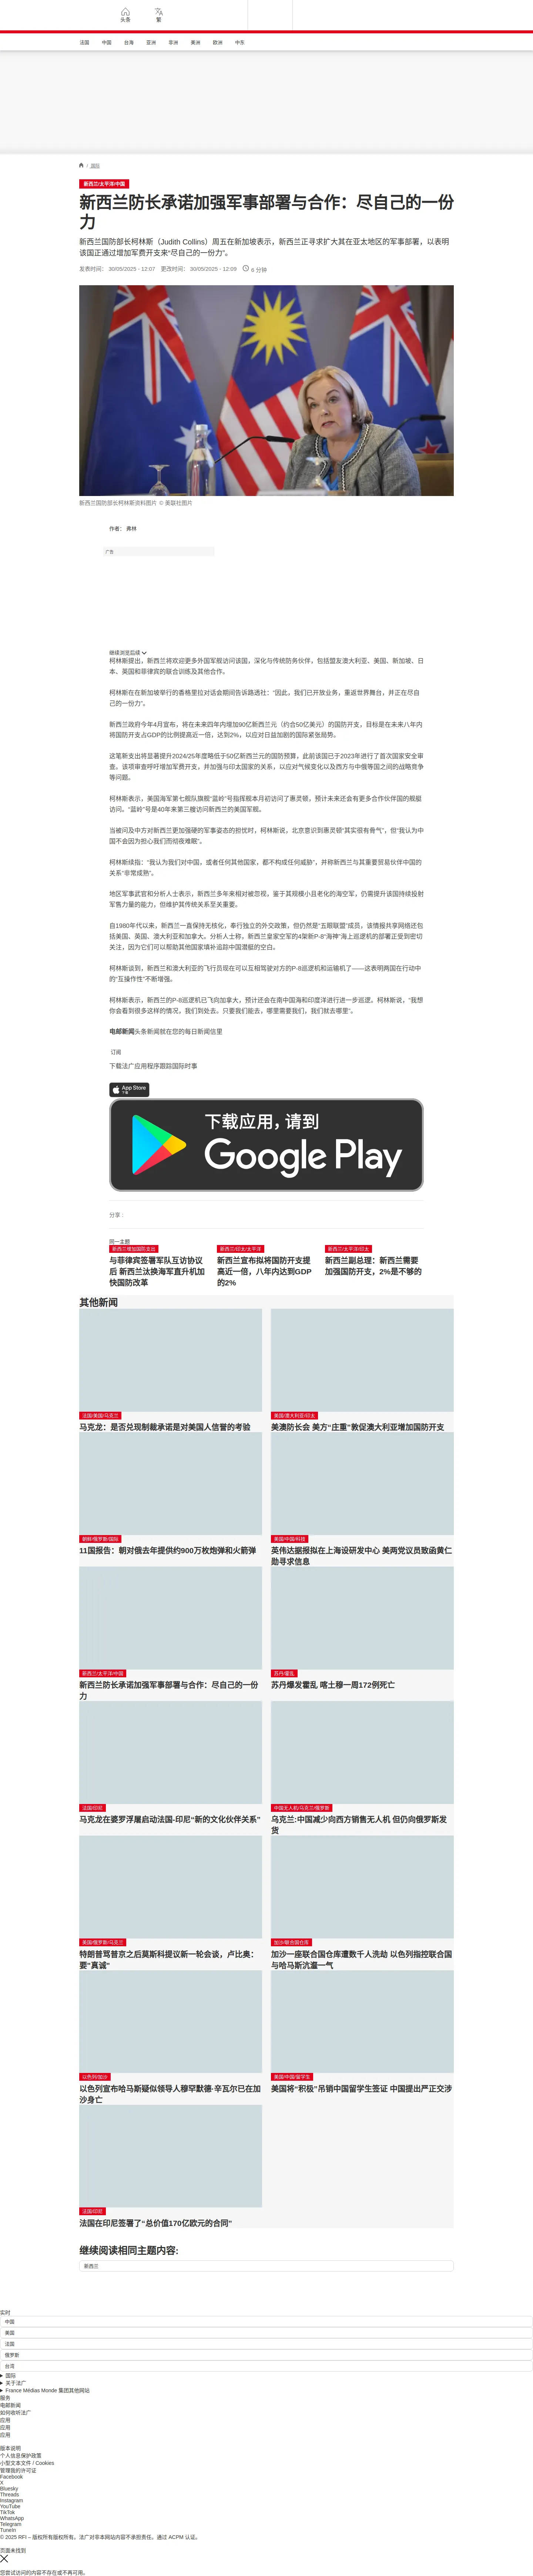 头条
繁
法国
中国
台海
亚洲
非洲
美洲
欧洲
中东
/ 国际
新西兰/太平洋/中国
新西兰防长承诺加强军事部署与合作：尽自己的一份
力
新西兰国防部长柯林斯（Judith Collins）周五在新加坡表示，新西兰正寻求扩大其在亚太地区的军事部署，以表明
该国正通过增加军费开支来“尽自己的一份力”。
发表时间： 30/05/2025 - 12:07 更改时间： 30/05/2025 - 12:09 6 分钟
新西兰国防部长柯林斯资料图片 © 美联社图片
作者： 弗林
广告
继续浏览后续
柯林斯提出，新西兰将欢迎更多外国军舰访问该国，深化与传统防务伙伴，包括盟友澳大利亚、美国、新加坡、日
本、英国和菲律宾的联合训练及其他合作。
柯林斯在在新加坡举行的香格里拉对话会期间告诉路透社：“因此，我们已开放业务，重返世界舞台，并正在尽自
己的一份力”。
新西兰政府今年4月宣布，将在未来四年内增加90亿新西兰元（约合50亿美元）的国防开支，目标是在未来八年内
将国防开支占GDP的比例提高近一倍，达到2%，以应对日益加剧的国际紧张局势。
这笔新支出将显著提升2024/25年度略低于50亿新西兰元的国防预算，此前该国已于2023年进行了首次国家安全审
查。该项审查呼吁增加军费开支，并加强与印太国家的关系，以应对气候变化以及西方与中俄等国之间的战略竞争
等问题。
柯林斯表示，美国海军第七舰队旗舰“蓝岭”号指挥舰本月初访问了惠灵顿，预计未来还会有更多合作伙伴国的舰艇
访问。“蓝岭”号是40年来第三艘访问新西兰的美国军舰。
当被问及中方对新西兰更加强硬的军事姿态的担忧时，柯林斯说，北京意识到惠灵顿“其实很有骨气”，但“我认为中
国不会因为担心我们而彻夜难眠”。
柯林斯续指：“我认为我们对中国，或者任何其他国家，都不构成任何威胁”，并称新西兰与其重要贸易伙伴中国的
关系“非常成熟”。
地区军事武官和分析人士表示，新西兰多年来相对被忽视，鉴于其规模小且老化的海空军，仍需提升该国持续投射
军售力量的能力，但维护其传统关系至关重要。
自1980年代以来，新西兰一直保持无核化，奉行独立的外交政策，但仍然是“五眼联盟”成员，该情报共享网络还包
括美国、英国、澳大利亚和加拿大。分析人士称，新西兰皇家空军的4架新P-8“海神”海上巡逻机的部署正受到密切
关注，因为它们可以帮助其他国家填补追踪中国潜艇的空白。
柯林斯谈到，新西兰和澳大利亚的飞行员现在可以互相驾驶对方的P-8巡逻机和运输机了——这表明两国在行动中
的“互操作性”不断增强。
柯林斯表示，新西兰的P-8巡逻机已飞向加拿大，预计还会在南中国海和印度洋进行进一步巡逻。柯林斯说，“我想
你会看到很多这样的情况，我们到处去。只要我们能去，哪里需要我们，我们就去哪里”。
电邮新闻头条新闻就在您的每日新闻信里
订阅
下载法广应用程序跟踪国际时事
App Store
下载应用，请到
Google Play
分享 :
同一主题
新西兰增加国防支出
与菲律宾签署军队互访协议
后 新西兰汰换海军直升机加
快国防改革
新西兰/印太/太平洋
新西兰宣布拟将国防开支提
高近一倍，八年内达到GDP
的2%
新西兰/太平洋/印太
新西兰副总理：新西兰需要
加强国防开支，2%是不够的
其他新闻
法国/美国/乌克兰
马克龙：是否兑现制裁承诺是对美国人信誉的考验
美国/澳大利亚/印太
美澳防长会 美方“庄重”敦促澳大利亚增加国防开支
朝鲜/俄罗斯/国际
11国报告：朝对俄去年提供约900万枚炮弹和火箭弹
美国/中国/科技
英伟达据报拟在上海设研发中心 美两党议员致函黄仁
勋寻求信息
新西兰/太平洋/中国
新西兰防长承诺加强军事部署与合作：尽自己的一份
力
苏丹/霍乱
苏丹爆发霍乱 喀土穆一周172例死亡
法国/印尼
马克龙在婆罗浮屠启动法国-印尼“新的文化伙伴关系”
中国无人机/乌克兰/俄罗斯
乌克兰:中国减少向西方销售无人机 但仍向俄罗斯发
货
美国/俄罗斯/乌克兰
特朗普骂普京之后莫斯科提议新一轮会谈，卢比奥：
要“真诚”
加沙/联合国仓库
加沙一座联合国仓库遭数千人洗劫 以色列指控联合国
与哈马斯沆瀣一气
以色列/加沙
以色列宣布哈马斯疑似领导人穆罕默德·辛瓦尔已在加
沙身亡
美国/中国/留学生
美国将“积极”吊销中国留学生签证 中国提出严正交涉
法国/印尼
法国在印尼签署了“总价值170亿欧元的合同”
继续阅读相同主题内容:
新西兰
实时
中国
美国
法国
俄罗斯
台湾
国际
关于法广
France Médias Monde 集团其他网站
服务
电邮新闻
如何收听法广
应用
应用
应用
版本说明
个人信息保护政策
小型文本文件 / Cookies
管理我的许可证
Facebook
X
Bluesky
Threads
Instagram
YouTube
TikTok
WhatsApp
Telegram
TuneIn
© 2025 RFI – 版权所有版权所有。法广对非本网站内容不承担责任。通过 ACPM 认证。
页面未找到
您尝试访问的内容不存在或不再可用。